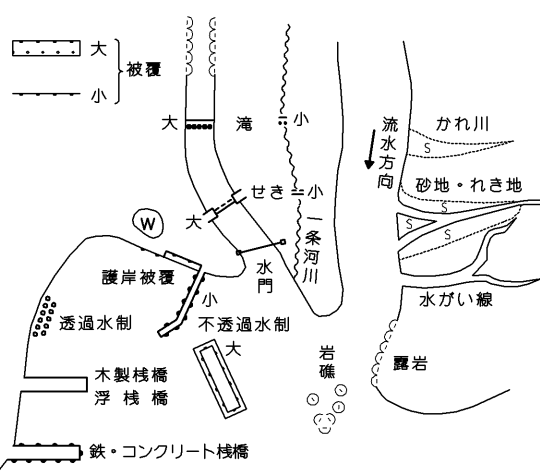 大
被覆
小
大
滝
小
流水方向
かれ川
S
砂地・れき地
S
せき
小
大
S
S
W
一条河川
水門
護岸被覆
小
水がい線
透過水制
不透過水制
大
岩礁
露岩
木製桟橋
浮桟橋
鉄・コンクリート桟橋